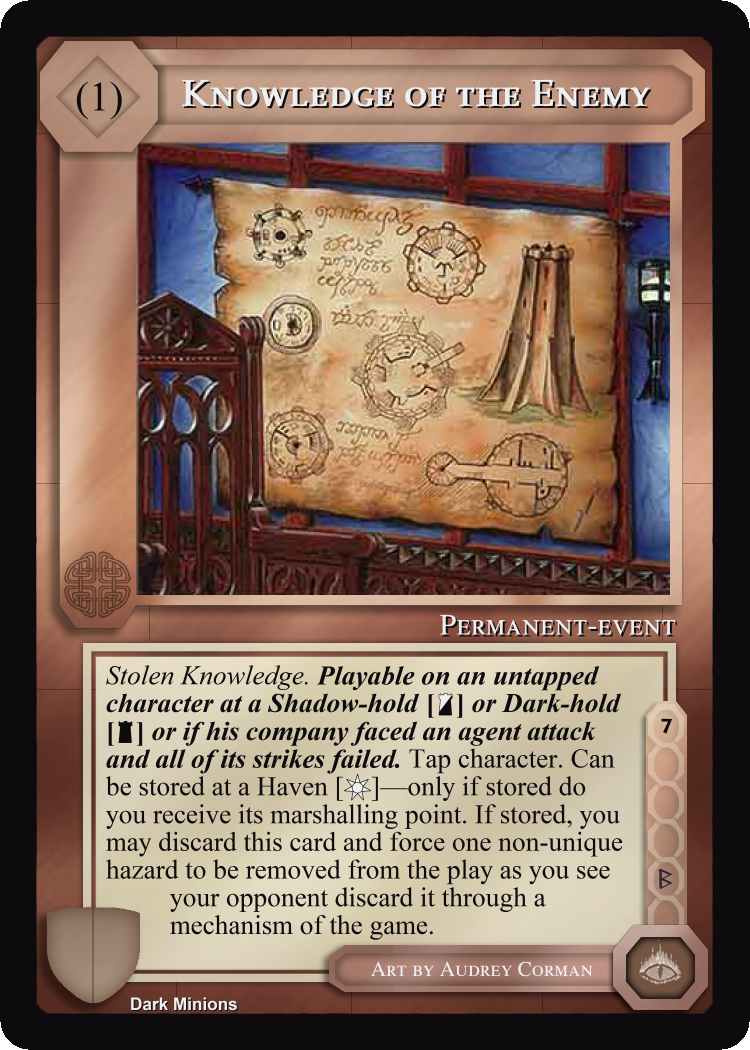 (1)
Knowledge of the Enemy
Permanent-event
Stolen Knowledge. Playable on an untapped
character at a Shadow-hold [] or Dark-hold
[] or if his company faced an agent attack
and all of its strikes failed. Tap character. Can
be stored at a Haven []—only if stored do
you receive its marshalling point. If stored, you
may discard this card and force one non-unique
hazard to be removed from the play as you see
your opponent discard it through a
mechanism of the game.
7
ᛒ
Art by Audrey Corman
Dark Minions